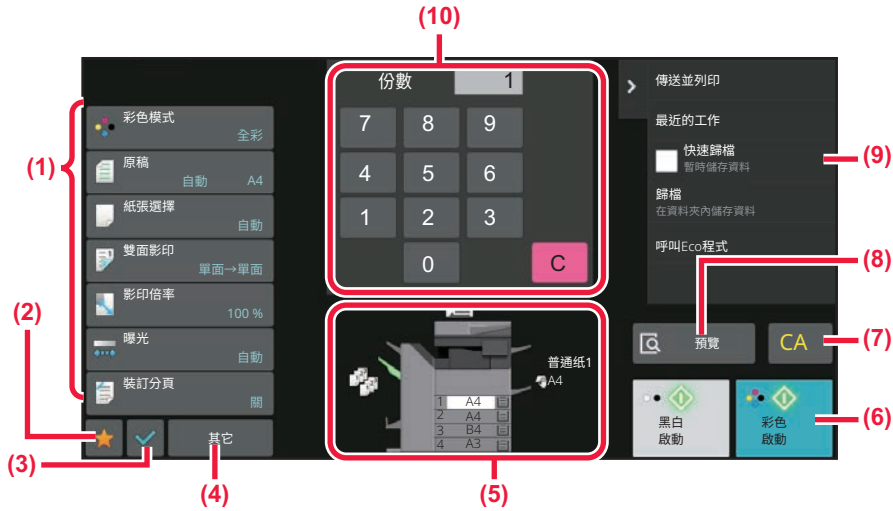 (10)
份數 1
7 8 9
4 5 6
1 2 3
0 C
(1)
彩色模式
全彩
原稿
自動 A4
紙張選擇
自動
雙面影印
單面→單面
影印倍率
100 %
曝光
自動
裝訂分頁
關
(2)
(3)
其它
(4)
普通纸1
A4
1 A4
2 A4
3 B4
4 A3
(5)
傳送並列印
最近的工作
快速歸檔
暫時儲存資料
(9)
歸檔
在資料夾內儲存資料
呼叫Eco程式
(8)
預覽
CA
(7)
黑白
啟動
彩色
啟動
(6)